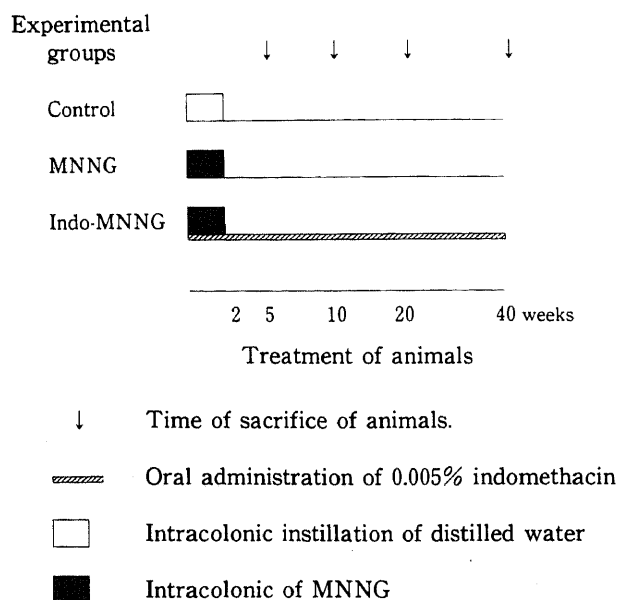 Experimental
groups
↓ ↓ ↓ ↓
Control
MNNG
Indo-MNNG
2 5 10 20 40 weeks
Treatment of animals
↓ Time of sacrifice of animals.
Oral administration of 0.005% indomethacin
Intracolonic instillation of distilled water
Intracolonic of MNNG